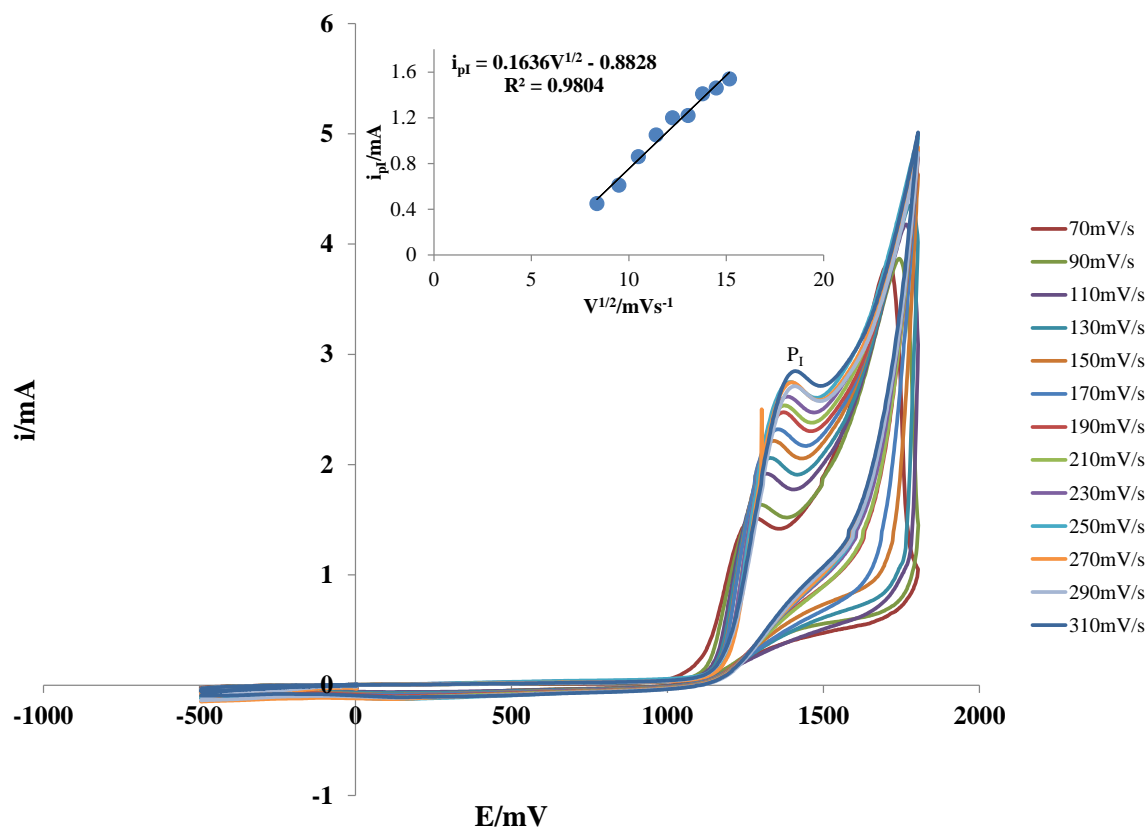 6
5
4
3
2
1
0
-1
-1000
-500
0
500
1000
1500
2000
i/mA
E/mV
P_I
i_pI = 0.1636V^1/2 - 0.8828
R² = 0.9804
1.6
1.2
0.8
0.4
0
0
5
10
15
20
i_pI/mA
V^1/2/mVs^-1
70mV/s
90mV/s
110mV/s
130mV/s
150mV/s
170mV/s
190mV/s
210mV/s
230mV/s
250mV/s
270mV/s
290mV/s
310mV/s